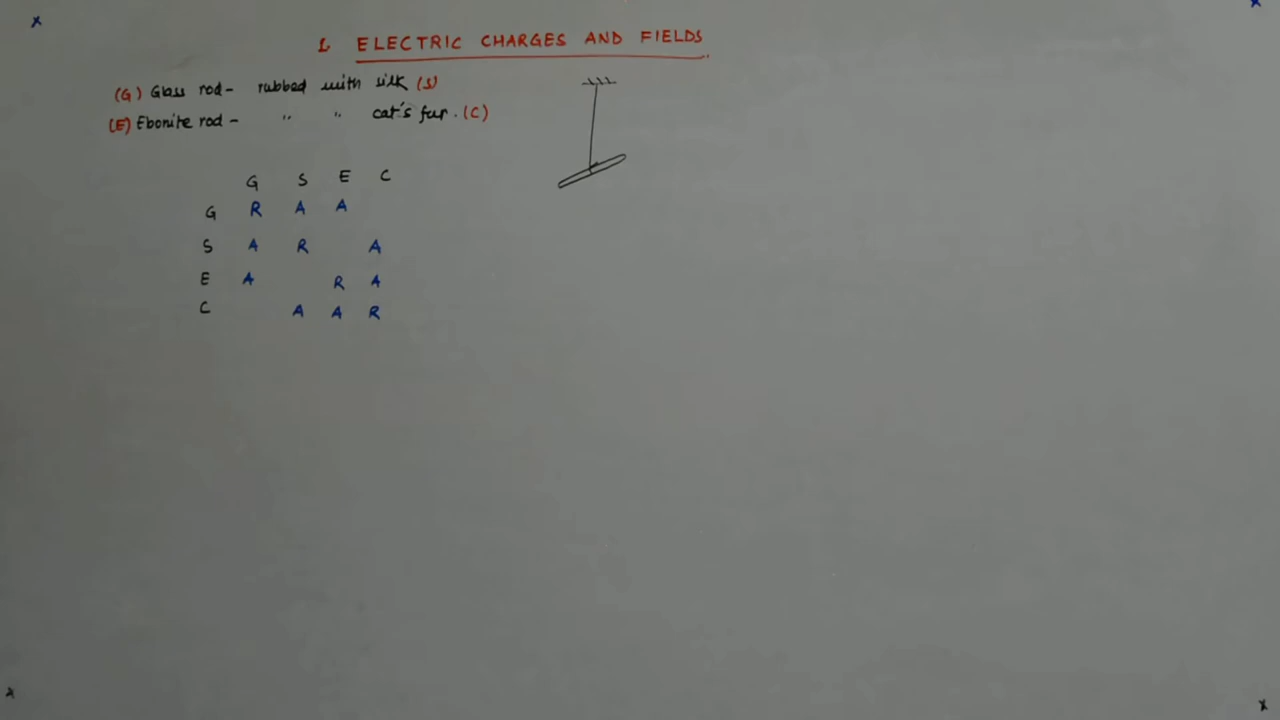 1. ELECTRIC CHARGES AND FIELDS
(G) Glass rod - rubbed with silk (S)
(E) Ebonite rod - " " cat's fur. (C)
G S E C
G R A A
S A R A
E A R A
C A A R